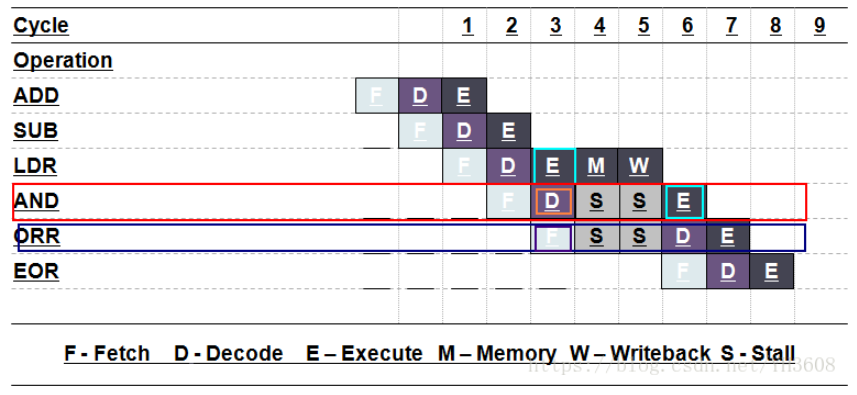 Cycle 1 2 3 4 5 6 7 8 9
Operation
ADD F D E
SUB F D E
LDR F D E M W
AND F D S S E
ORR F S S D E
EOR F D E
F - Fetch D - Decode E – Execute M – Memory W – Writeback S - Stall